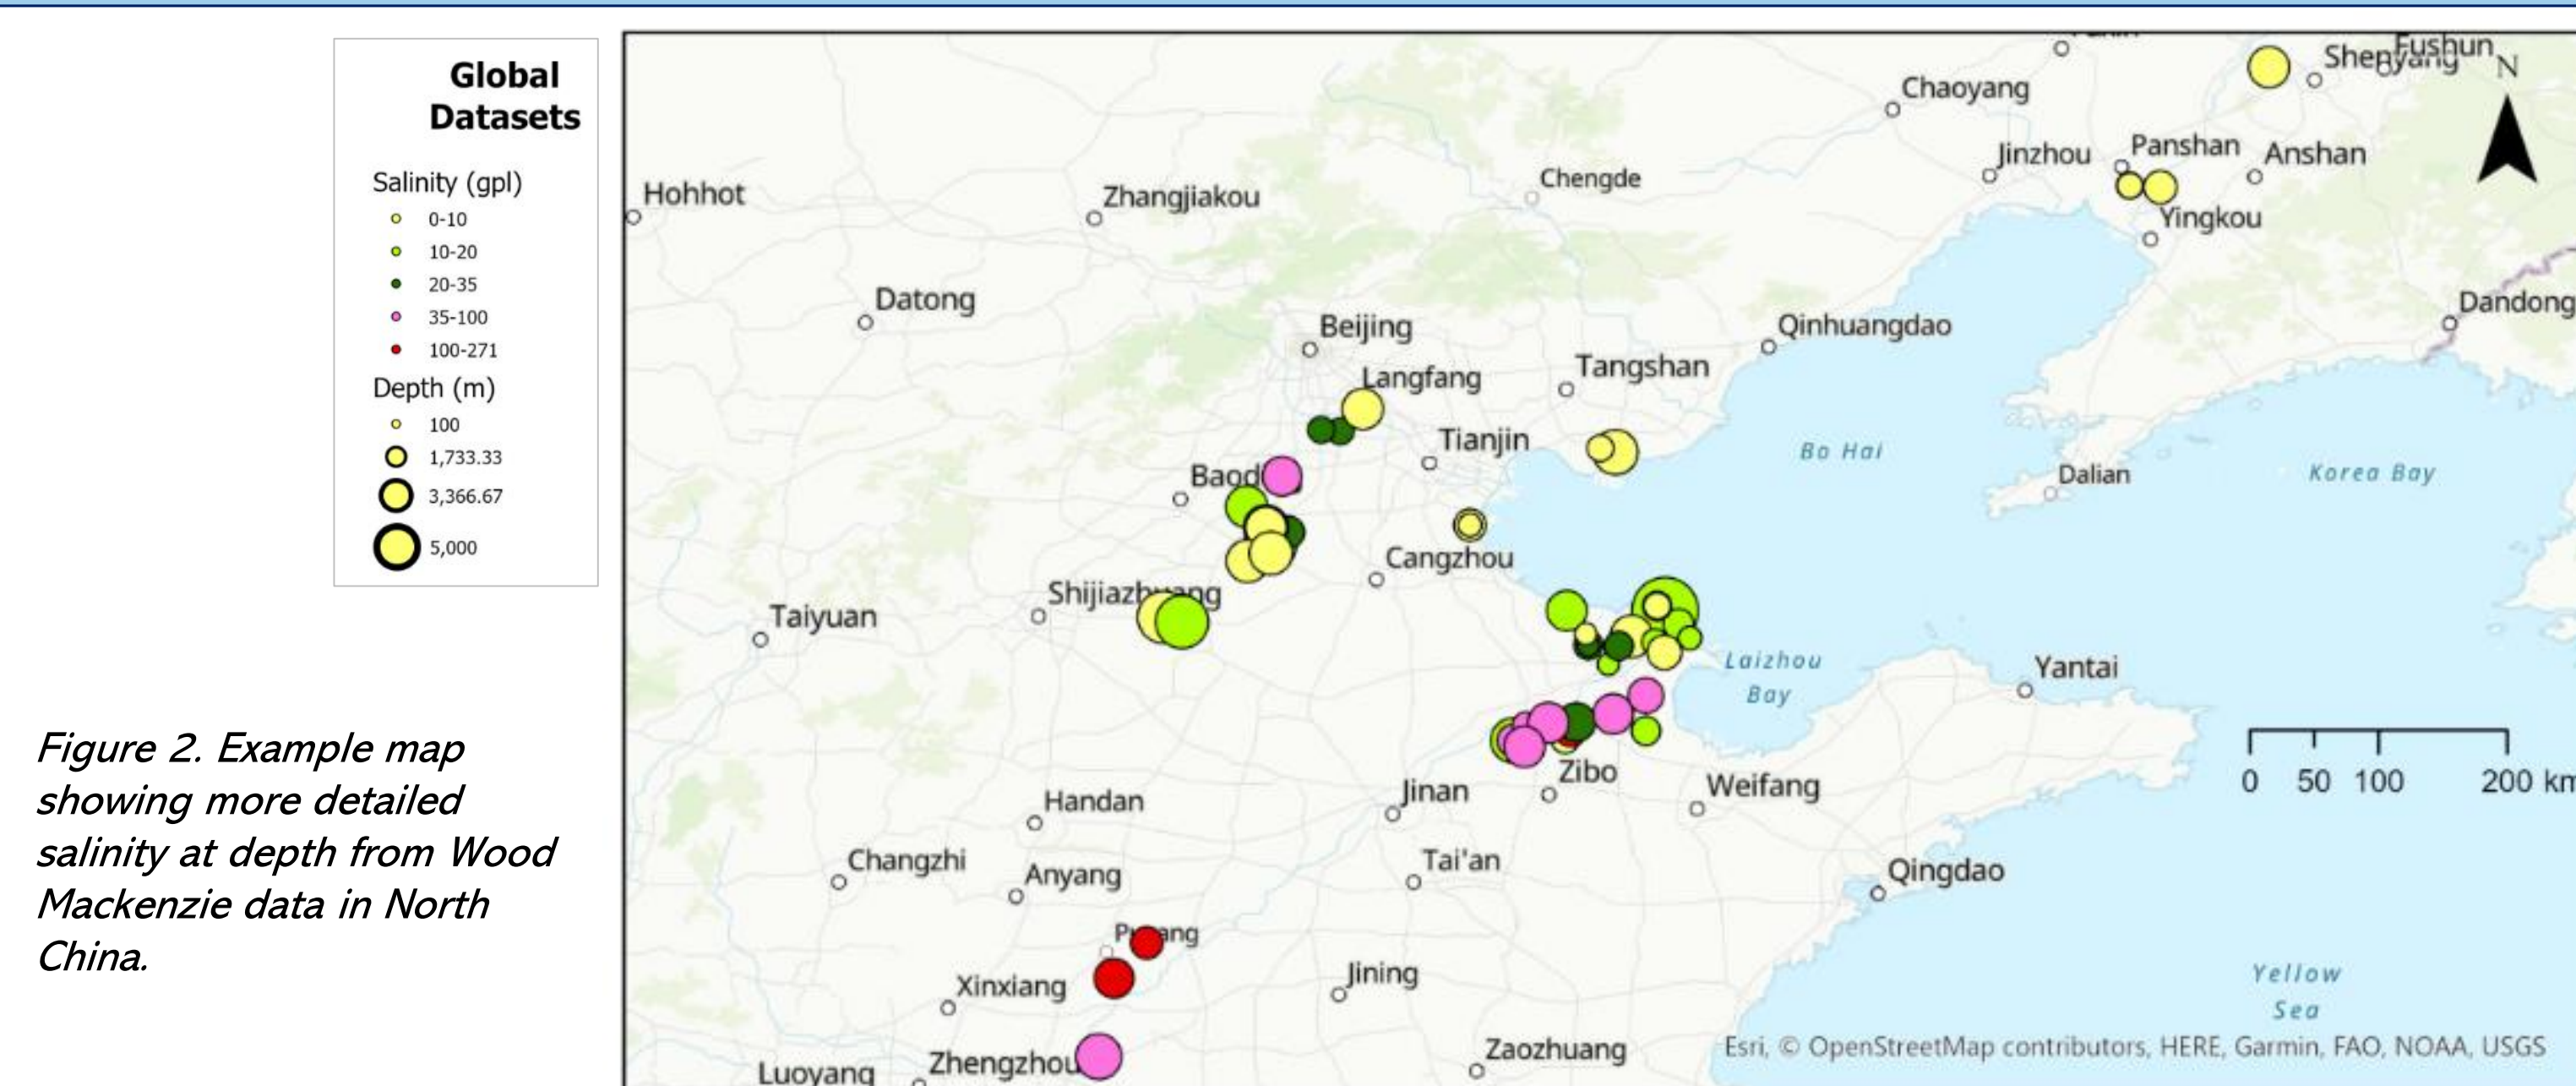 Global
Datasets
Salinity (gpl)
0-10
10-20
20-35
35-100
100-271
Depth (m)
100
1,733.33
3,366.67
5,000
Figure 2. Example map
showing more detailed
salinity at depth from Wood
Mackenzie data in North
China.
Fushun
Shenyang
N
Chaoyang
Panshan
Anshan
Jinzhou
Chengde
Hohhot
Zhangjiakou
Yingkou
Datong
Dandong
Beijing
Qinhuangdao
Tangshan
Langfang
Tianjin
Bo Hai
Dalian
Korea Bay
Cangzhou
Shijiazhuang
Taiyuan
Laizhou
Bay
Yantai
Zibo
Weifang
Jinan
0 50 100 200 km
Handan
Changzhi
Tai'an
Anyang
Qingdao
Xinxiang
Jining
Yellow
Sea
Zaozhuang
Zhengzhou
Luoyang
Esri, © OpenStreetMap contributors, HERE, Garmin, FAO, NOAA, USGS